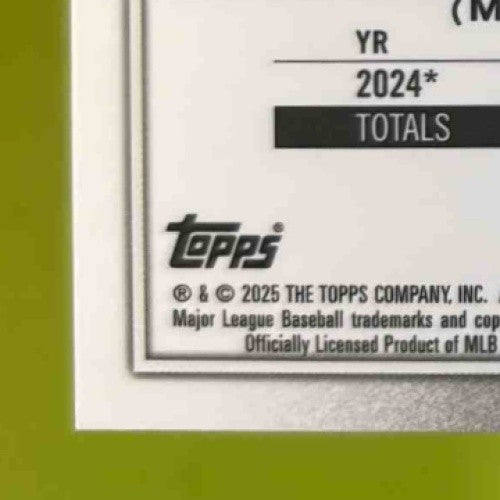 (M
YR
2024*
TOTALS
TOPPS®
® & © 2025 THE TOPPS COMPANY, INC.
Major League Baseball trademarks and cop
Officially Licensed Product of MLB